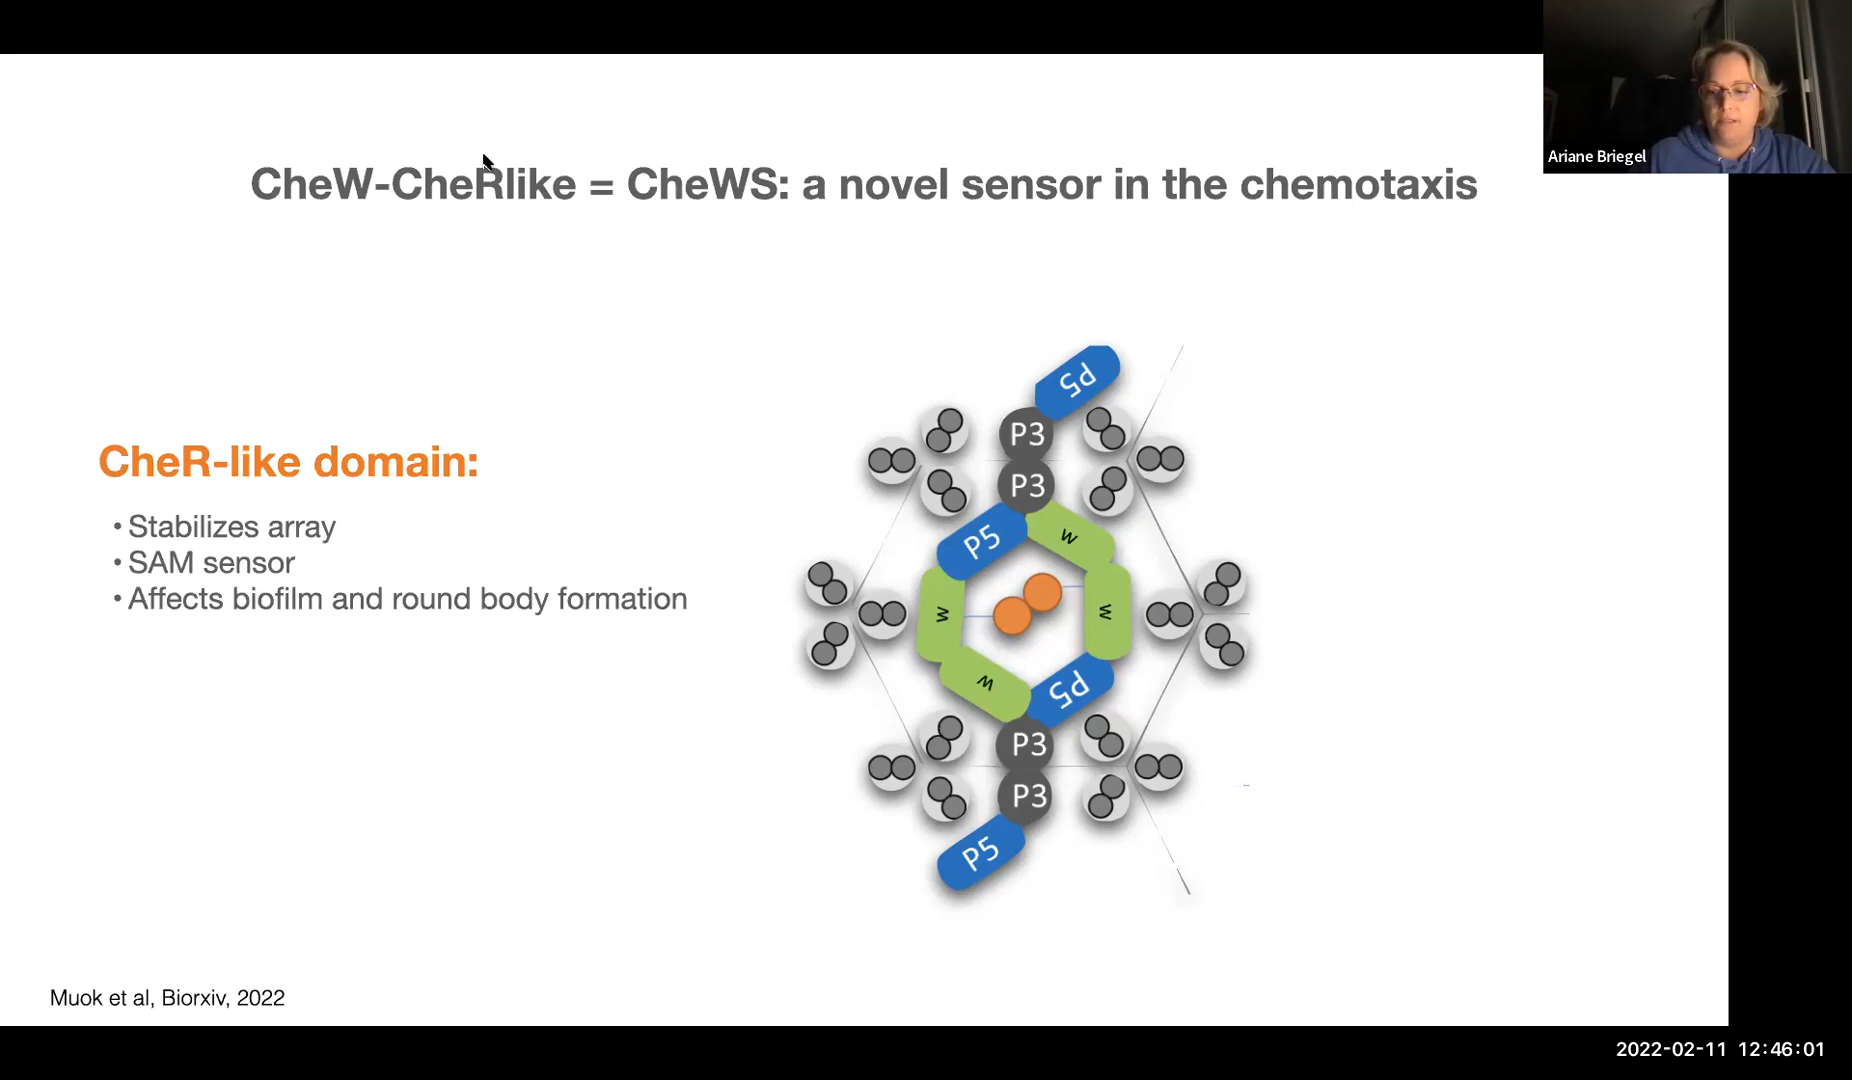 Ariane Briegel
CheW-CheRlike = CheWS: a novel sensor in the chemotaxis
P5
P3
P3
P5
W
W
W
W
P5
P3
P3
P5
CheR-like domain:
• Stabilizes array
• SAM sensor
• Affects biofilm and round body formation
Muok et al, Biorxiv, 2022
2022-02-11 12:46:01